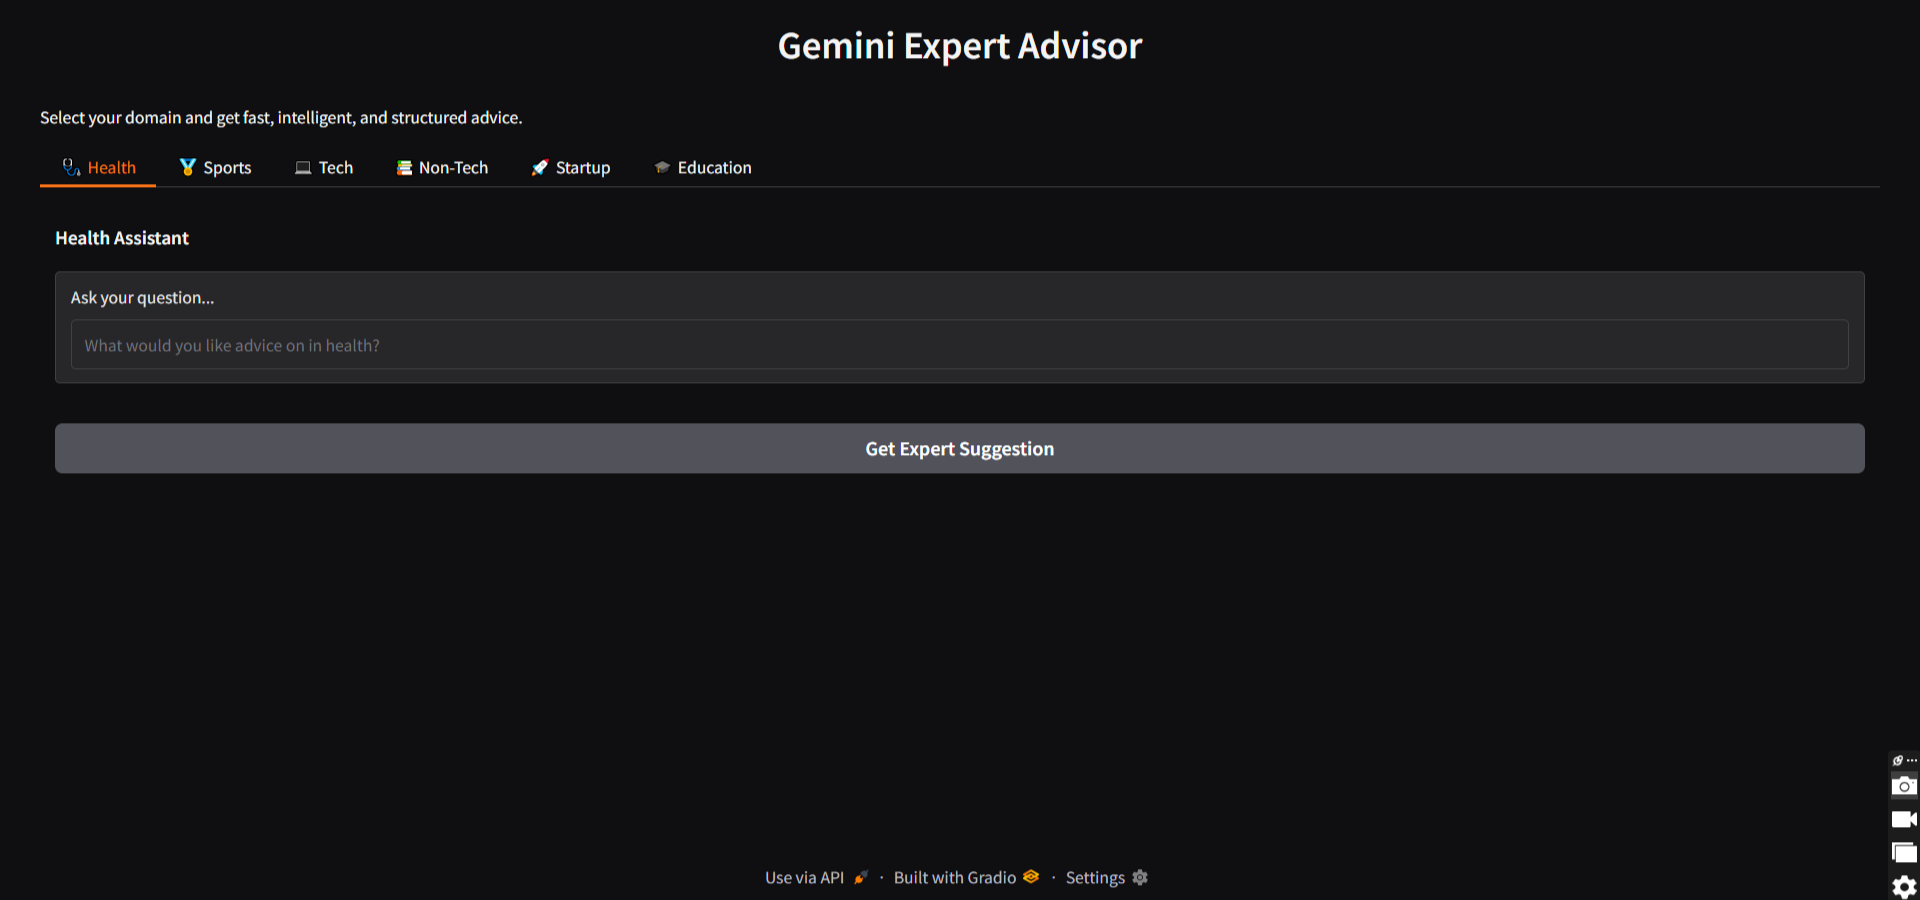 Gemini Expert Advisor
Select your domain and get fast, intelligent, and structured advice.
Health Sports Tech Non-Tech Startup Education
Health Assistant
Ask your question...
What would you like advice on in health?
Get Expert Suggestion
Use via API · Built with Gradio · Settings